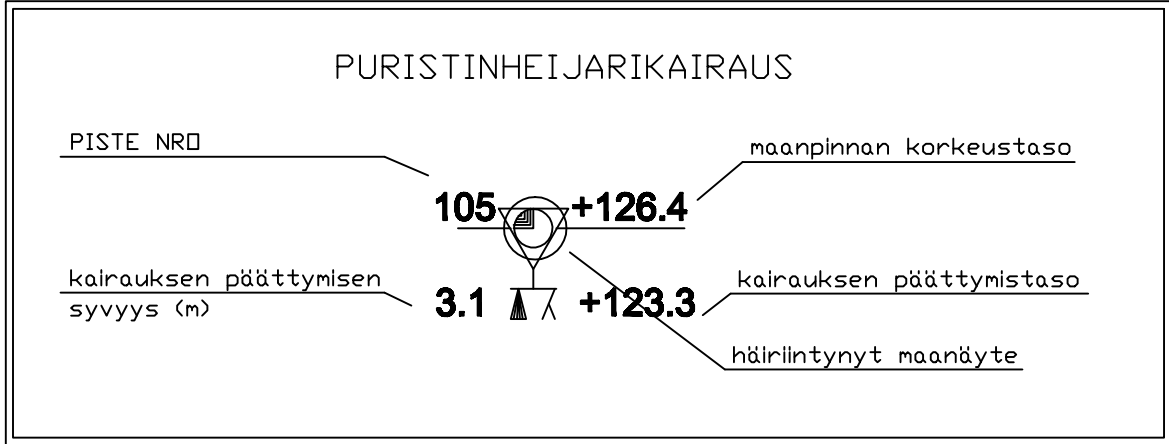 PURISTINHEIJARIKAIRAUS
PISTE NRO
maanpinnan korkeustaso
105 +126.4
kairauksen päättymisen
syvyys (m)
kairauksen päättymistaso
3.1 +123.3
häiriintynyt maanäyte